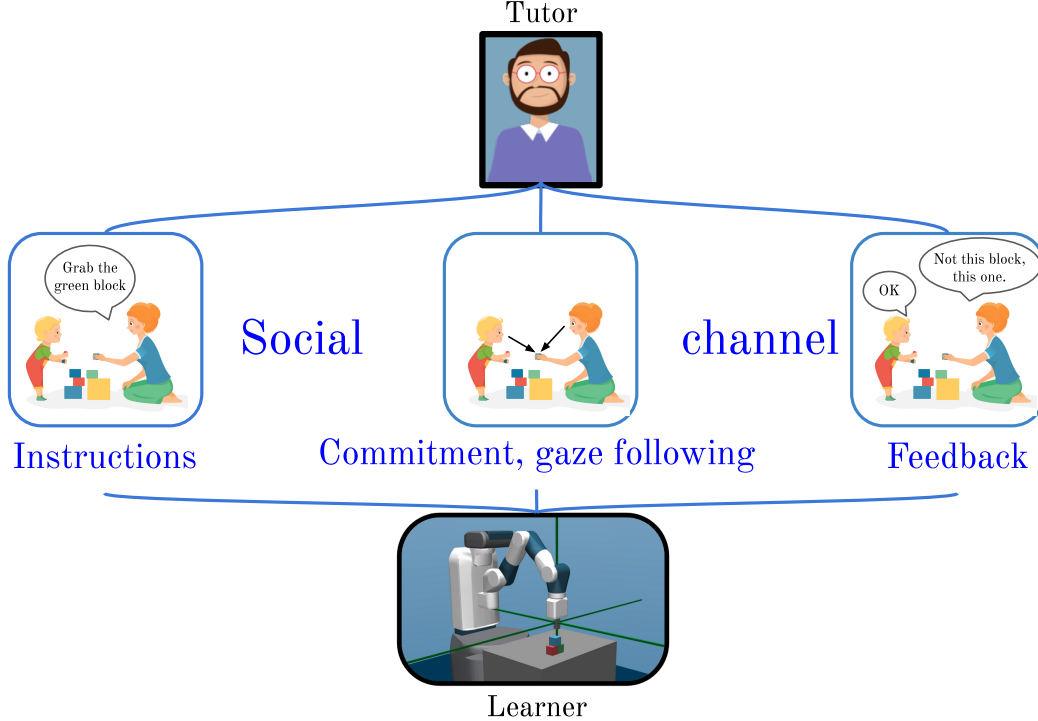 Tutor
Grab the
green block
Not this block,
this one.
OK
Social channel
Instructions
Commitment, gaze following
Feedback
Learner